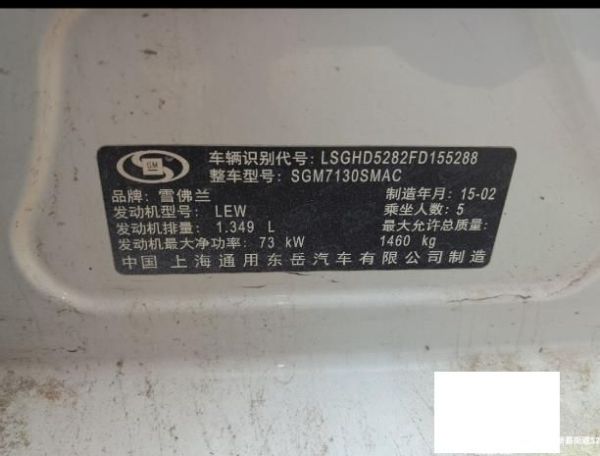 GM
车辆识别代号: LSGHD5282FD155288
整车型号: SGM7130SMAC
品牌: 雪佛兰 制造年月: 15-02
发动机型号: LEW 乘坐人数: 5
发动机排量: 1.349 L 最大允许总质量:
发动机最大净功率: 73 kW 1460 kg
中国 上海通用东岳汽车有限公司制造